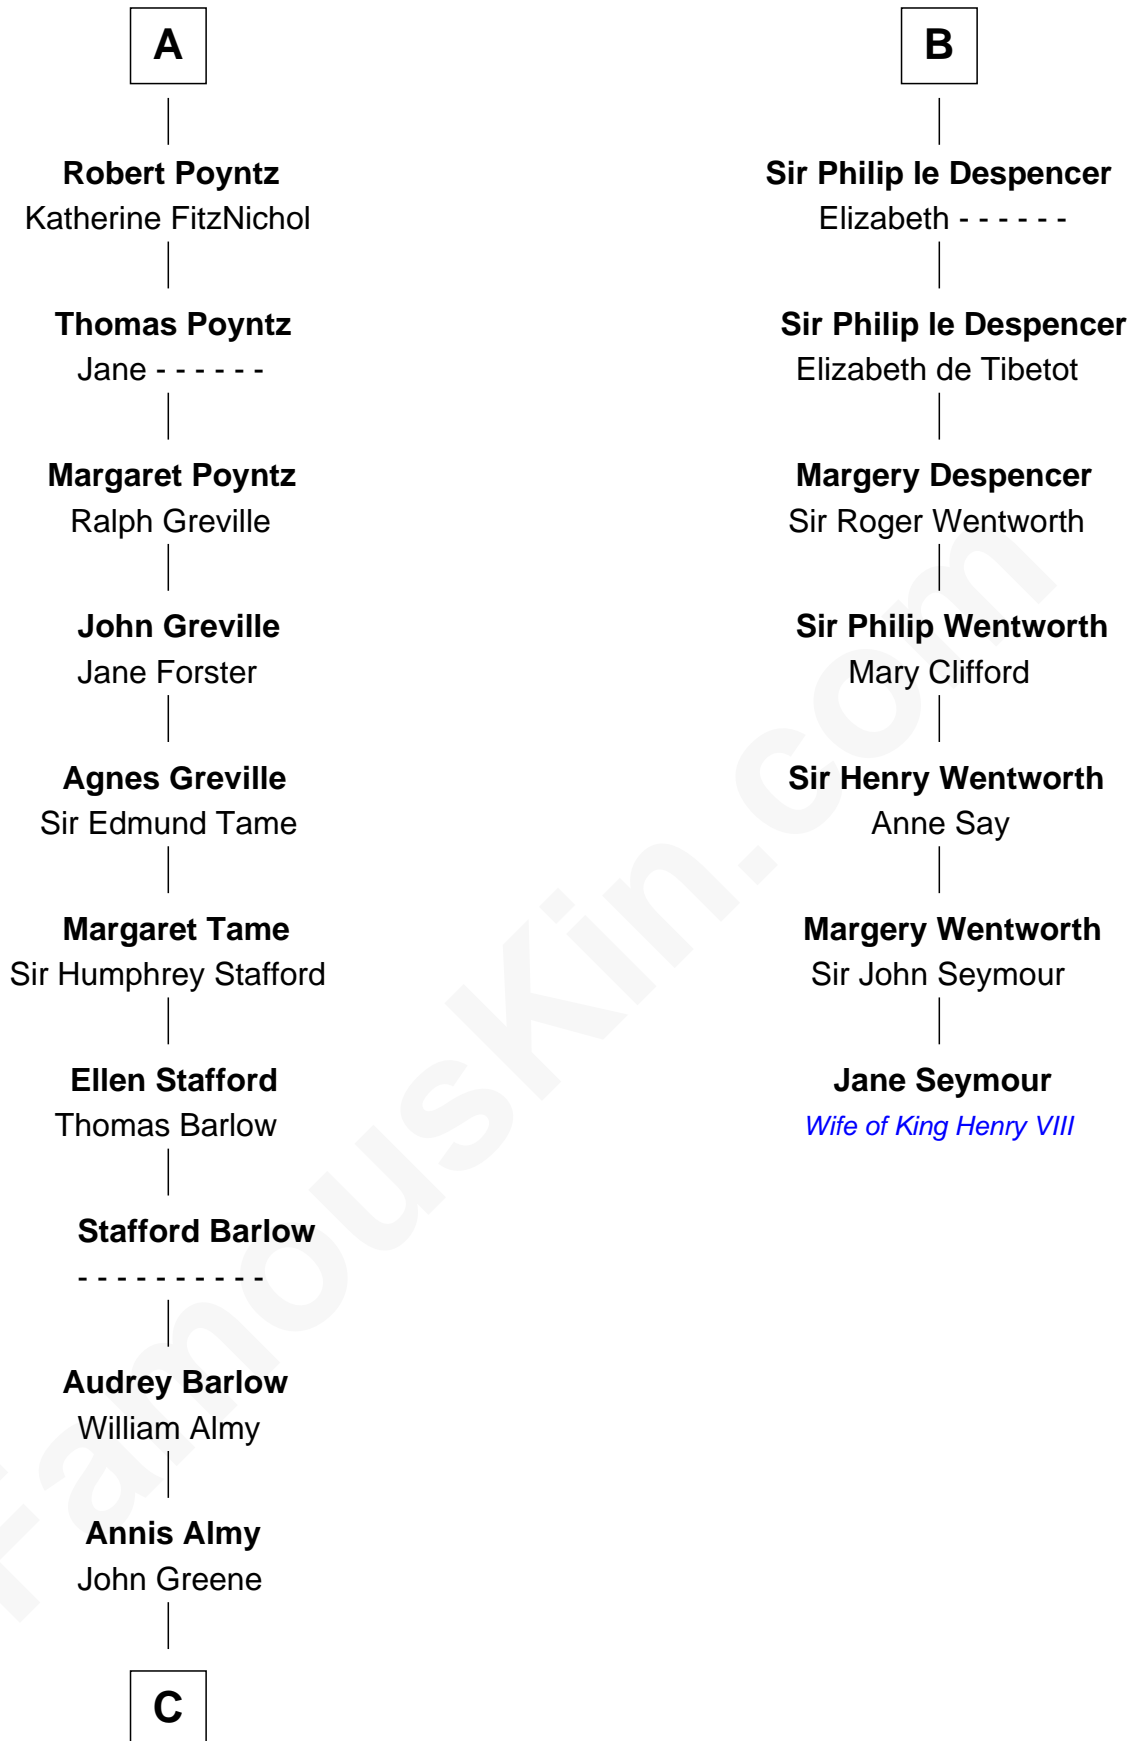 A
Robert Poyntz
Katherine FitzNichol
Thomas Poyntz
Jane - - - - - -
Margaret Poyntz
Ralph Greville
John Greville
Jane Forster
Agnes Greville
Sir Edmund Tame
Margaret Tame
Sir Humphrey Stafford
Ellen Stafford
Thomas Barlow
Stafford Barlow
- - - - - - - - - -
Audrey Barlow
William Almy
Annis Almy
John Greene
C
B
Sir Philip le Despencer
Elizabeth - - - - - -
Sir Philip le Despencer
Elizabeth de Tibetot
Margery Despencer
Sir Roger Wentworth
Sir Philip Wentworth
Mary Clifford
Sir Henry Wentworth
Anne Say
Margery Wentworth
Sir John Seymour
Jane Seymour
Wife of King Henry VIII
FamousKin.com